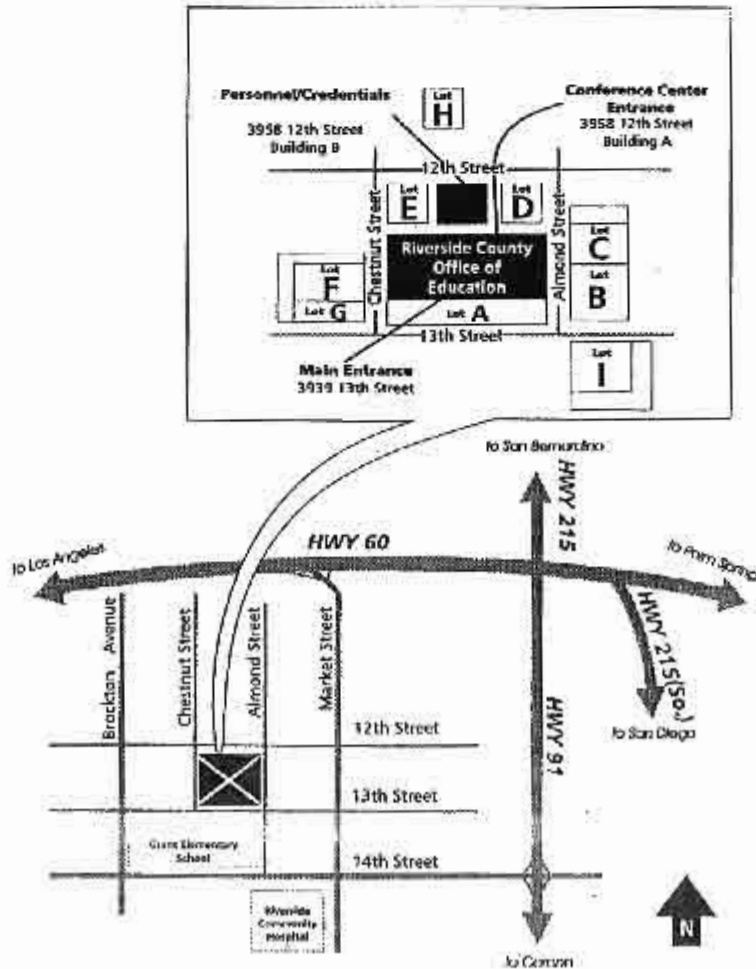 Personnel/Credentials
3958 12th Street
Building B
Lot
H
Conference Center
Entrance
3958 12th Street
Building A
12th Street
Lot
E
Lot
D
Chestnut Street
Almond Street
Riverside County
Office of
Education
Lot
C
Lot
B
Lot
F
Lot G
Lot A
13th Street
Main Entrance
3939 13th Street
Lot
I
to San Bernardino
HWY 215
to Los Angeles
HWY 60
to Palm Springs
Brockton Avenue
Chestnut Street
Almond Street
Market Street
HWY 215(So.)
to San Diego
12th Street
HWY 91
13th Street
Grant Elementary
School
14th Street
Riverside
Community
Hospital
N
to Corona